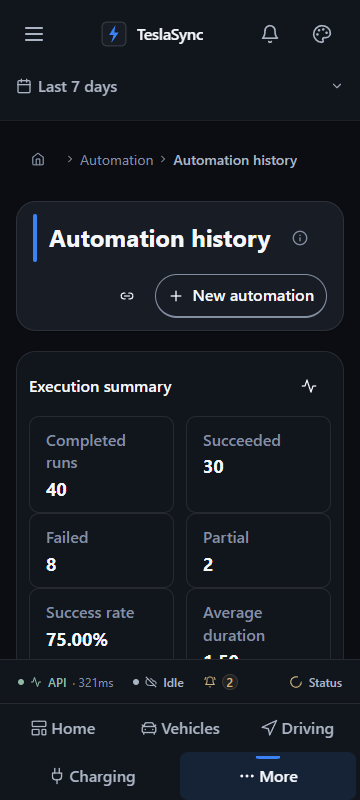 TeslaSync
Last 7 days
Automation
Automation history
Automation history
New automation
Execution summary
Completed
runs
40
Succeeded
30
Failed
8
Partial
2
Success rate
75.00%
Average
duration
API · 321ms
Idle
2
Status
Home
Vehicles
Driving
Charging
More